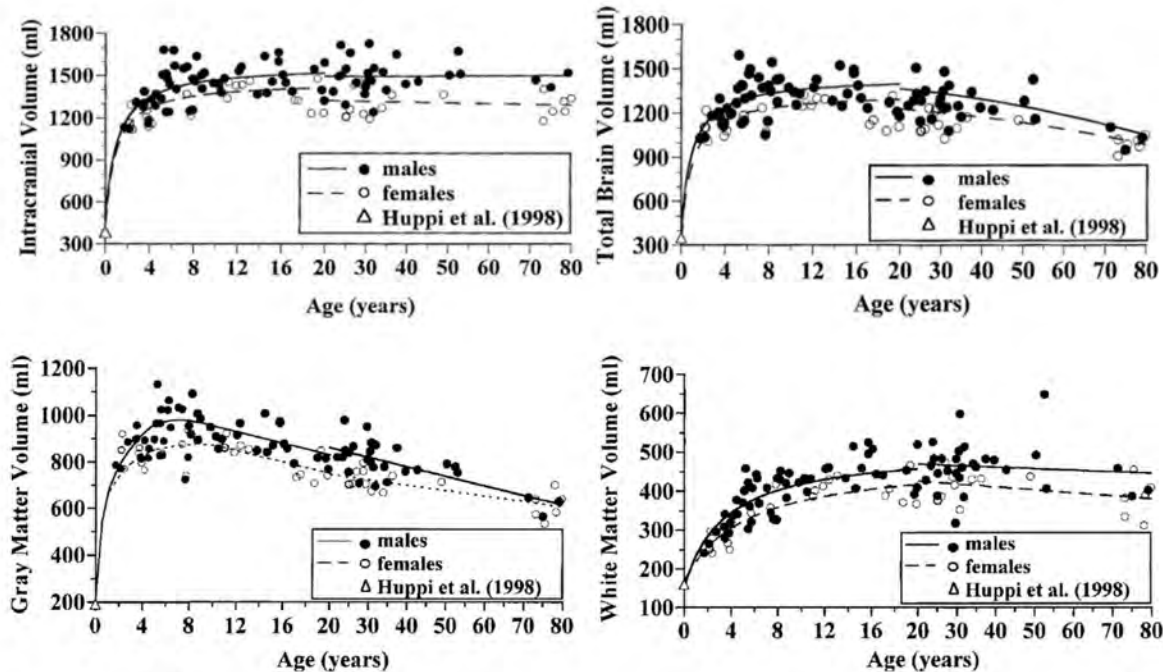 Intracranial Volume (ml)
1800
1500
1200
900
600
300
0 4 8 12 20 30 40 50 60 70 80
Age (years)
males
females
Huppi et al. (1998)
Total Brain Volume (ml)
1800
1500
1200
900
600
300
0 4 8 12 20 30 40 50 60 70 80
Age (years)
males
females
Huppi et al. (1998)
Gray Matter Volume (ml)
1200
1000
800
600
400
200
0 4 8 12 20 30 40 50 60 70 80
Age (years)
males
females
Huppi et al. (1998)
White Matter Volume (ml)
700
600
500
400
300
200
100
0 4 8 12 20 30 40 50 60 70 80
Age (years)
males
females
Huppi et al. (1998)